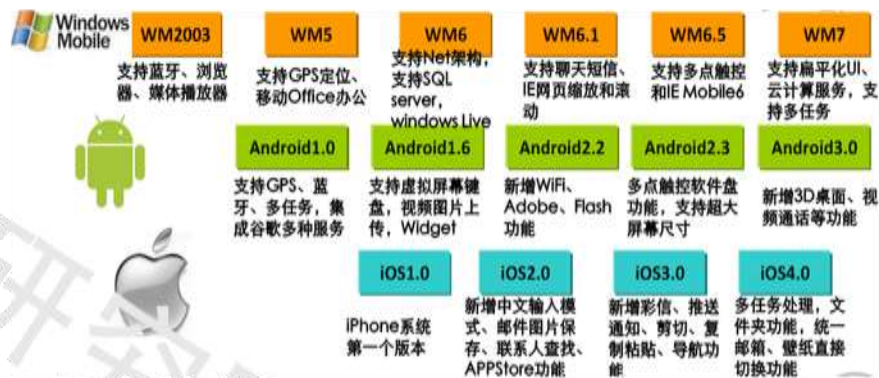 Windows Mobile
WM2003
WM5
WM6
WM6.1
WM6.5
WM7
支持蓝牙、浏览
器、媒体播放器
支持GPS定位、
移动Office办公
支持Net架构，
支持SQL
server，
windows Live
支持聊天短信、
IE网页缩放和滚
动
支持多点触控
和IE Mobile6
支持扁平化UI、
云计算服务，支
持多任务
Android1.0
Android1.6
Android2.2
Android2.3
Android3.0
支持GPS、蓝
牙、多任务，集
成谷歌多种服务
支持虚拟屏幕键
盘，视频图片上
传，Widget
新增WiFi、
Adobe、Flash
功能
多点触控软件盘
功能，支持超大
屏幕尺寸
新增3D桌面、视
频通话等功能
iOS1.0
iOS2.0
iOS3.0
iOS4.0
iPhone系统
第一个版本
新增中文输入模
式、邮件图片保
存、联系人查找、
APPStore功能
新增彩信、推送
通知、剪切、复
制粘贴、导航功
能
多任务处理，文
件夹功能，统一
邮箱、壁纸直接
切换功能